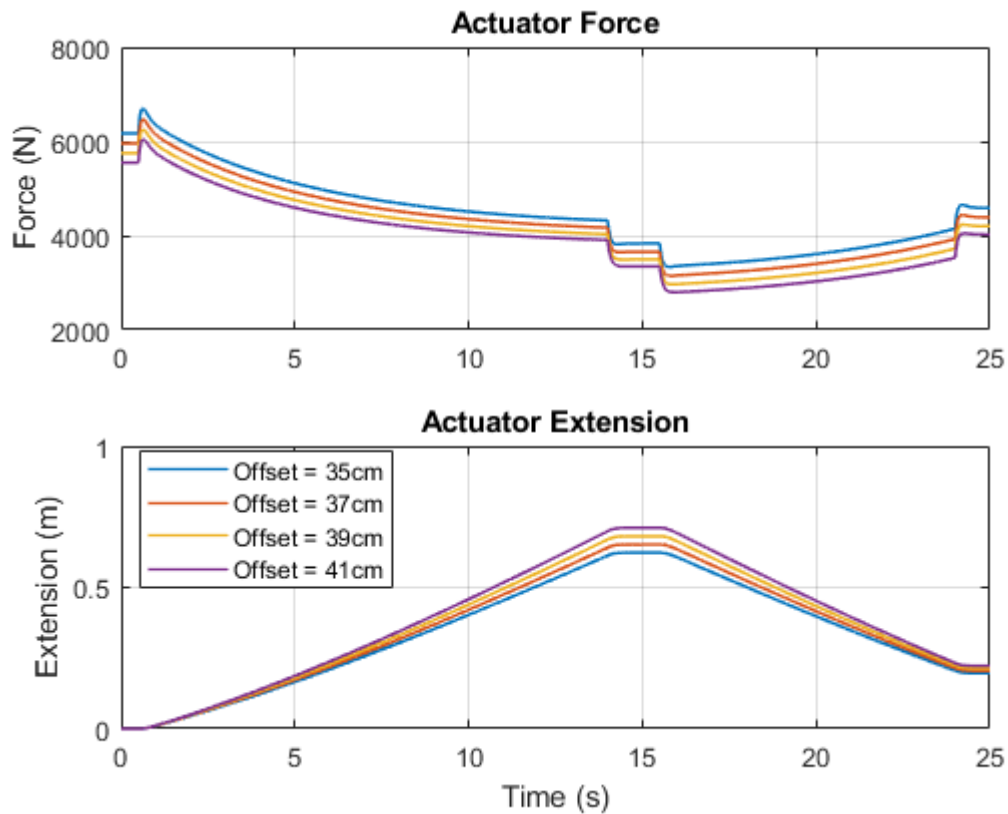 Actuator Force
8000
6000
4000
2000
Force (N)
0 5 10 15 20 25
Actuator Extension
1
0.5
0
Extension (m)
Offset = 35cm
Offset = 37cm
Offset = 39cm
Offset = 41cm
0 5 10 15 20 25
Time (s)